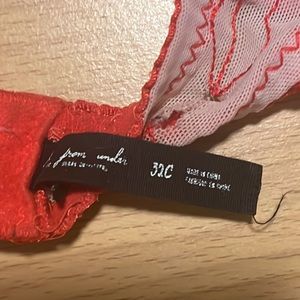 from under
32C
MADE IN CHINA
FABRIQUÉ EN CHINE